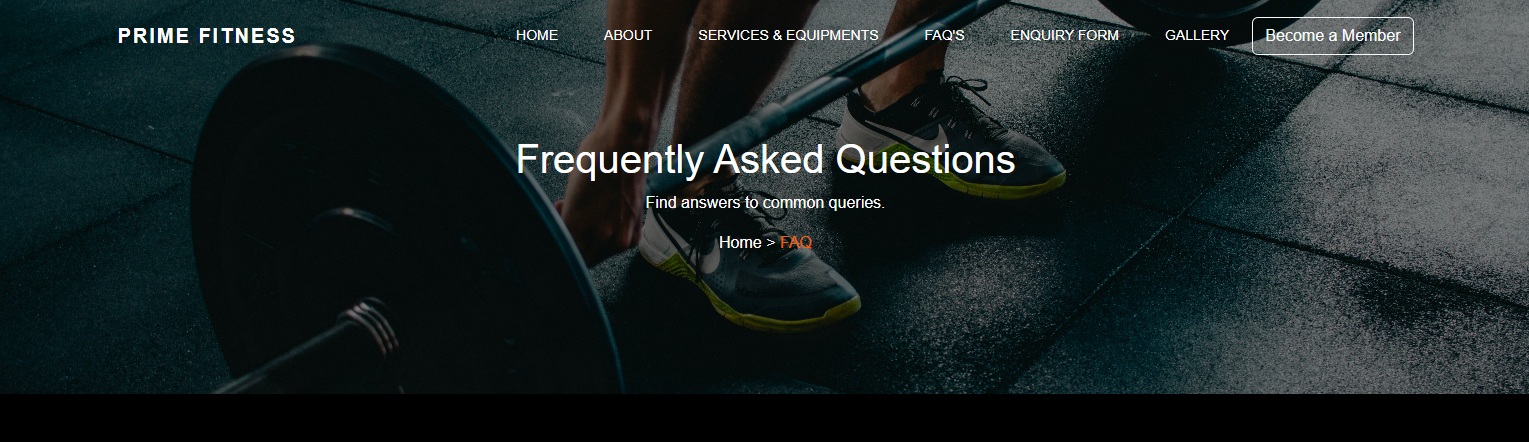 PRIME FITNESS
HOME ABOUT SERVICES & EQUIPMENTS FAQ'S ENQUIRY FORM GALLERY Become a Member
Frequently Asked Questions
Find answers to common queries.
Home > FAQ